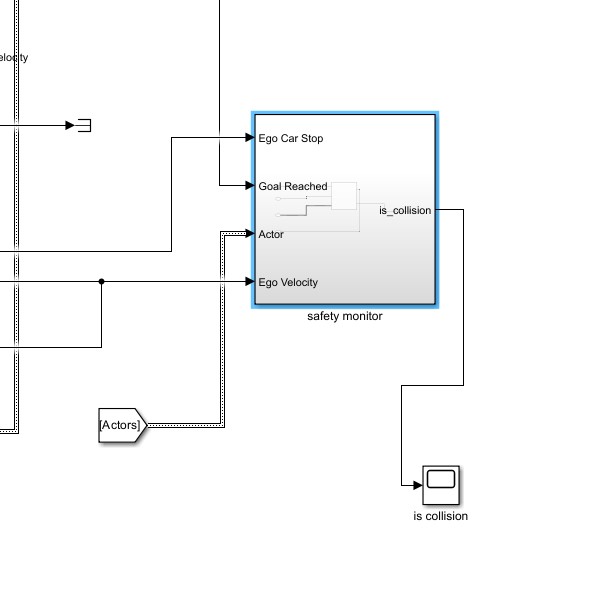 elocity
Ego Car Stop
Goal Reached
is_collision
Actor
Ego Velocity
safety monitor
[Actors]
is collision